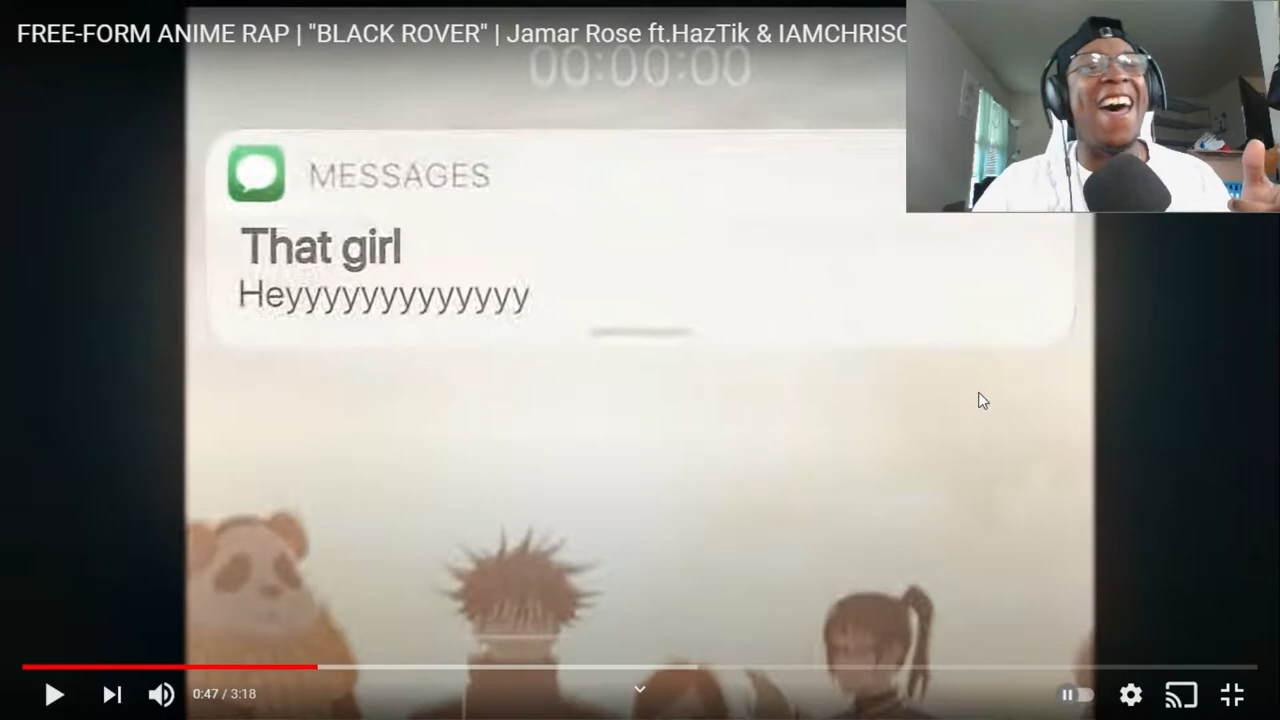 FREE-FORM ANIME RAP | "BLACK ROVER" | Jamar Rose ft.HazTik & IAMCHRISC
00:00:00
MESSAGES
That girl
Heyyyyyyyyyyyyy
0:47 / 3:18